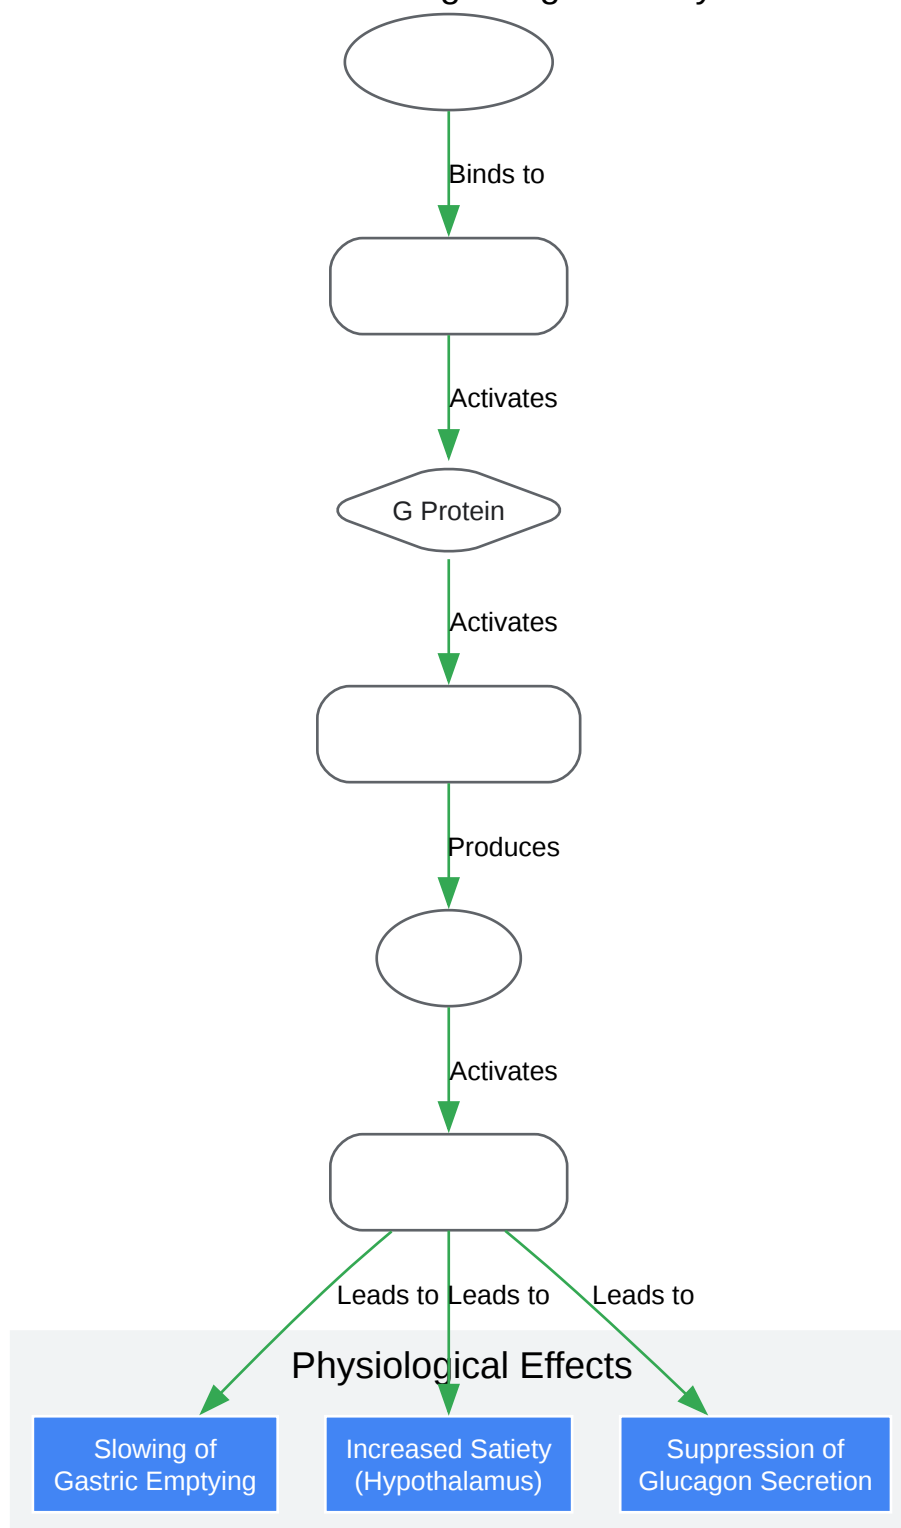 Binds to
Activates
G Protein
Activates
Produces
Activates
Leads to Leads to Leads to
Physiological Effects
Slowing of
Gastric Emptying
Increased Satiety
(Hypothalamus)
Suppression of
Glucagon Secretion